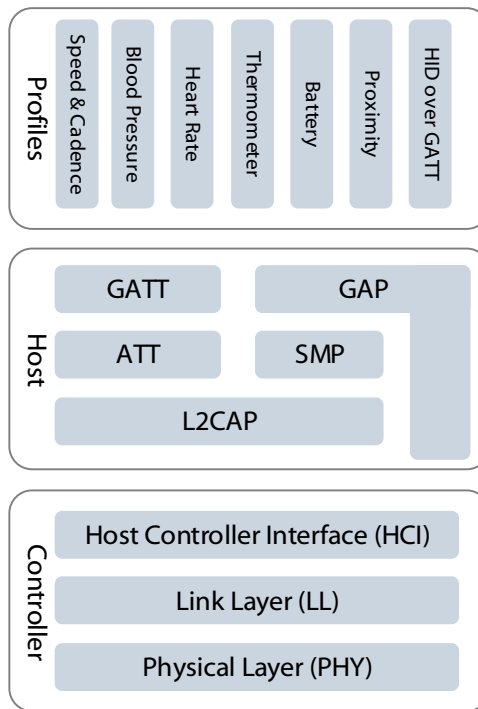 Profiles
Speed & Cadence
Blood Pressure
Heart Rate
Thermometer
Battery
Proximity
HID over GATT
Host
GATT
GAP
ATT
SMP
L2CAP
Controller
Host Controller Interface (HCI)
Link Layer (LL)
Physical Layer (PHY)